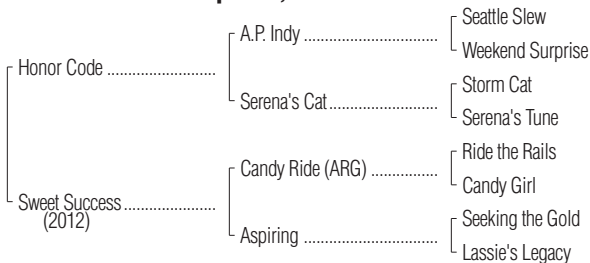 Seattle Slew
A.P. Indy ................................
Weekend Surprise
Honor Code ..........................
Storm Cat
Serena's Cat..........................
Serena's Tune
Ride the Rails
Candy Ride (ARG) ................
Candy Girl
Sweet Success ......................
(2012)
Seeking the Gold
Aspiring ................................
Lassie's Legacy